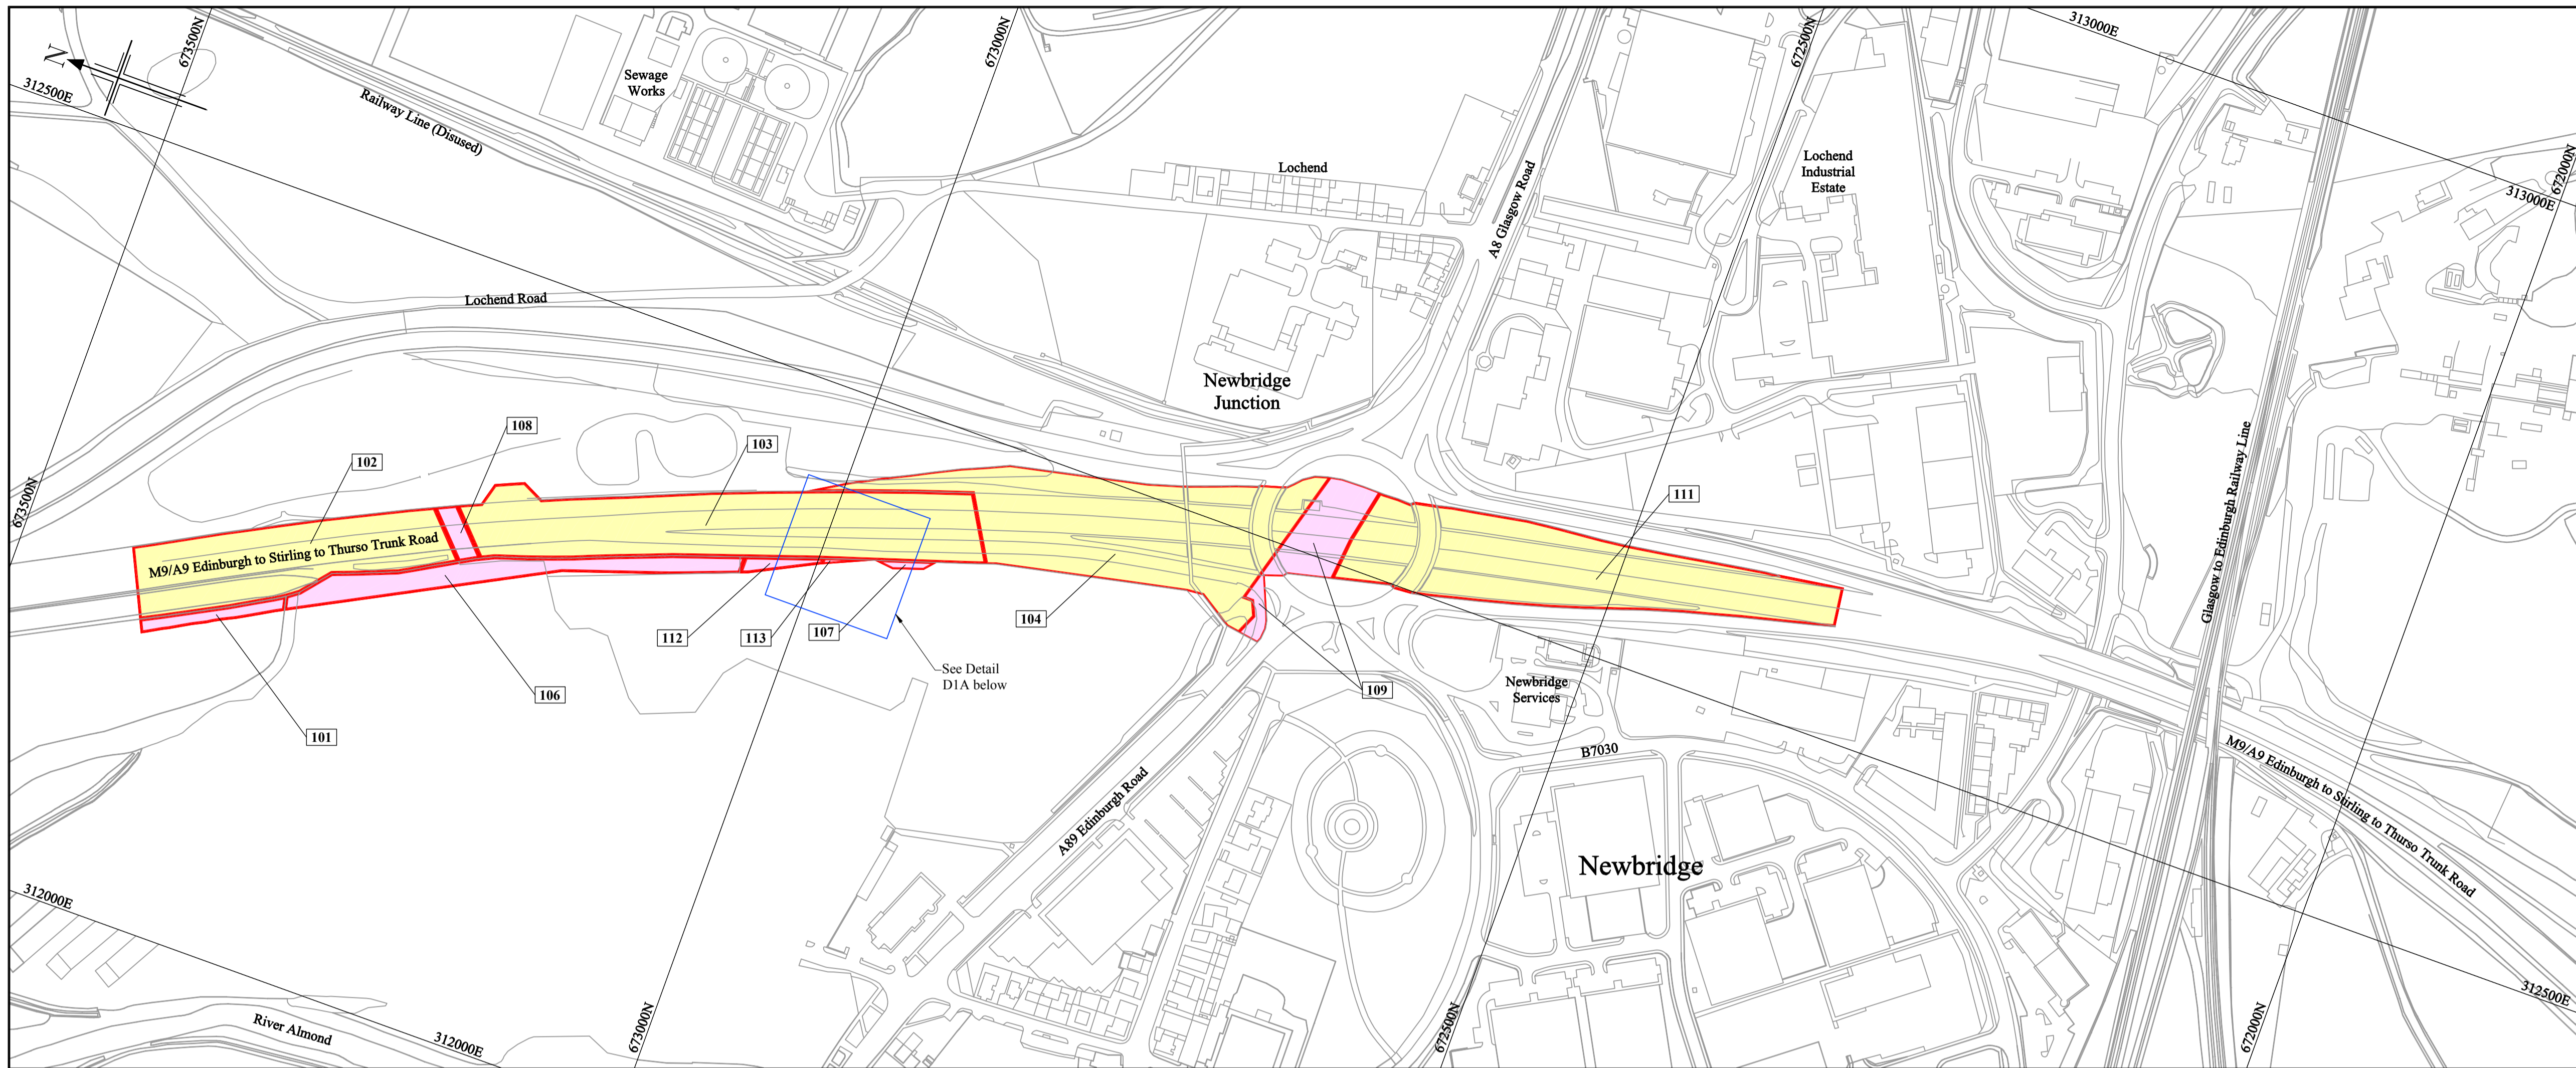 673500N
673000N
672500N
313000E
N
312500E
Railway Line (Disused)
Sewage
Works
Lochend
A8 Glasgow Road
Lochend
Industrial
Estate
672000N
313000E
Lochend Road
Newbridge
Junction
108
103
102
111
673500N
M9/A9 Edinburgh to Stirling to Thurso Trunk Road
Glasgow to Edinburgh Railway Line
112
113
107
104
See Detail
D1A below
106
109
Newbridge
Services
101
B7030
M9/A9 Edinburgh to Stirling to Thurso Trunk Road
A89 Edinburgh Road
Newbridge
312000E
River Almond
312000E
673000N
672500N
672000N
312500E